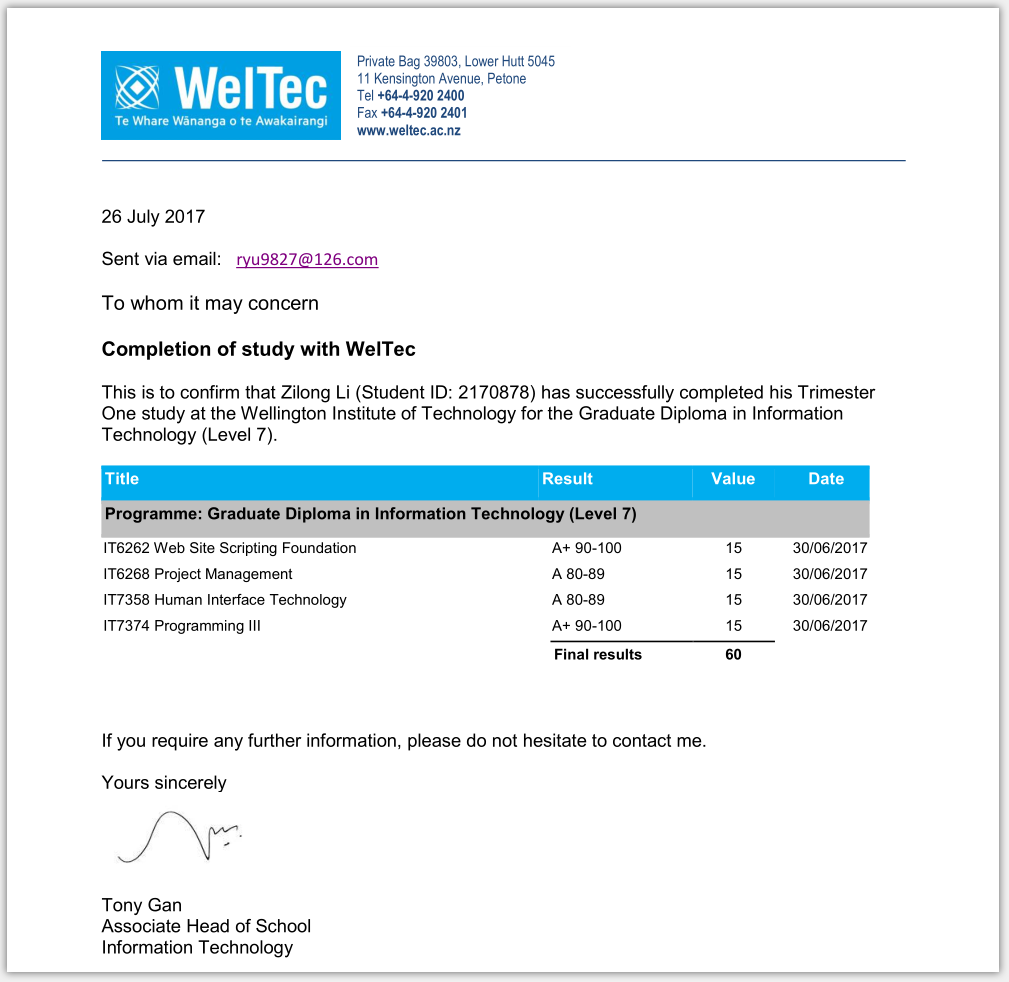 WelTec
Te Whare Wānanga o te Awakairangi
Private Bag 39803, Lower Hutt 5045
11 Kensington Avenue, Petone
Tel +64-4-920 2400
Fax +64-4-920 2401
www.weltec.ac.nz
26 July 2017
Sent via email: ryu9827@126.com
To whom it may concern
Completion of study with WelTec
This is to confirm that Zilong Li (Student ID: 2170878) has successfully completed his Trimester
One study at the Wellington Institute of Technology for the Graduate Diploma in Information
Technology (Level 7).
Title Result Value Date
Programme: Graduate Diploma in Information Technology (Level 7)
IT6262 Web Site Scripting Foundation A+ 90-100 15 30/06/2017
IT6268 Project Management A 80-89 15 30/06/2017
IT7358 Human Interface Technology A 80-89 15 30/06/2017
IT7374 Programming III A+ 90-100 15 30/06/2017
Final results 60
If you require any further information, please do not hesitate to contact me.
Yours sincerely
Tony Gan
Associate Head of School
Information Technology